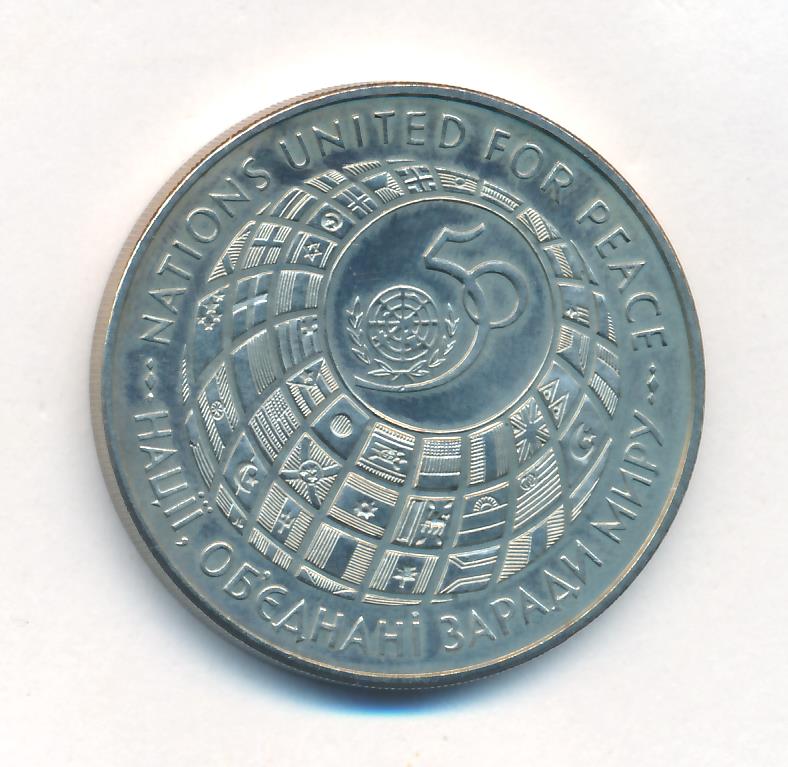 NATIONS UNITED FOR PEACE
50
НАЦІЇ, ОБ'ЄДНАНІ ЗАРАДИ МИРУ